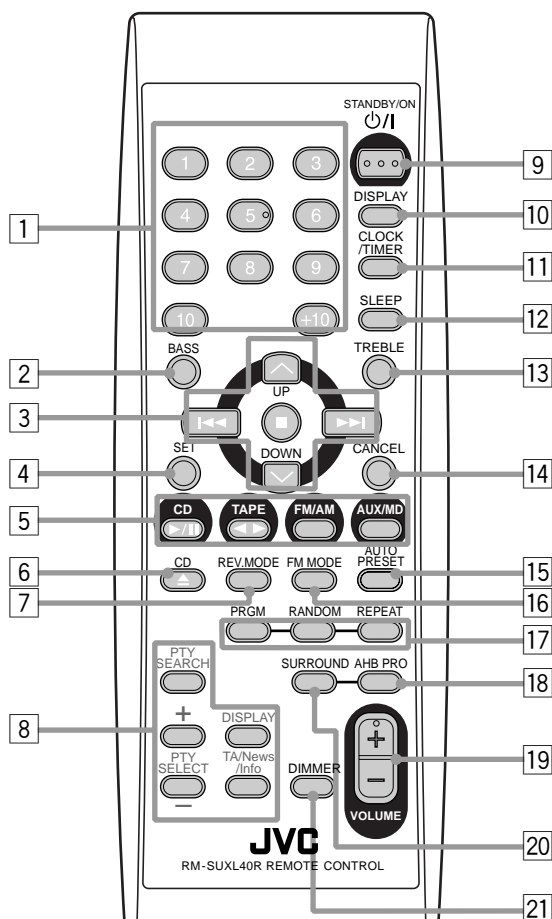 STANDBY/ON
⏻/I
1 2 3
9
DISPLAY
10
4 5 6
1
CLOCK
/TIMER
11
7 8 9
SLEEP
12
10 +10
BASS
TREBLE
2
13
UP
3
SET
DOWN
CANCEL
4
14
CD TAPE FM/AM AUX/MD
5
CD
REV.MODE
FM MODE
AUTO
PRESET
6
15
7
16
PRGM RANDOM REPEAT
17
PTY
SEARCH
SURROUND AHB PRO
18
+
DISPLAY
+
8
19
PTY
SELECT
TA/News
/Info
DIMMER
–
–
VOLUME
JVC
20
RM-SUXL40R REMOTE CONTROL
21